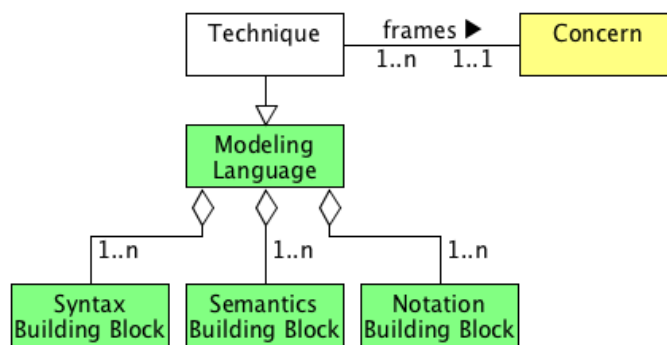 Technique
frames ▶
Concern
1..n
1..1
Modeling
Language
1..n
1..n
1..n
Syntax
Building Block
Semantics
Building Block
Notation
Building Block